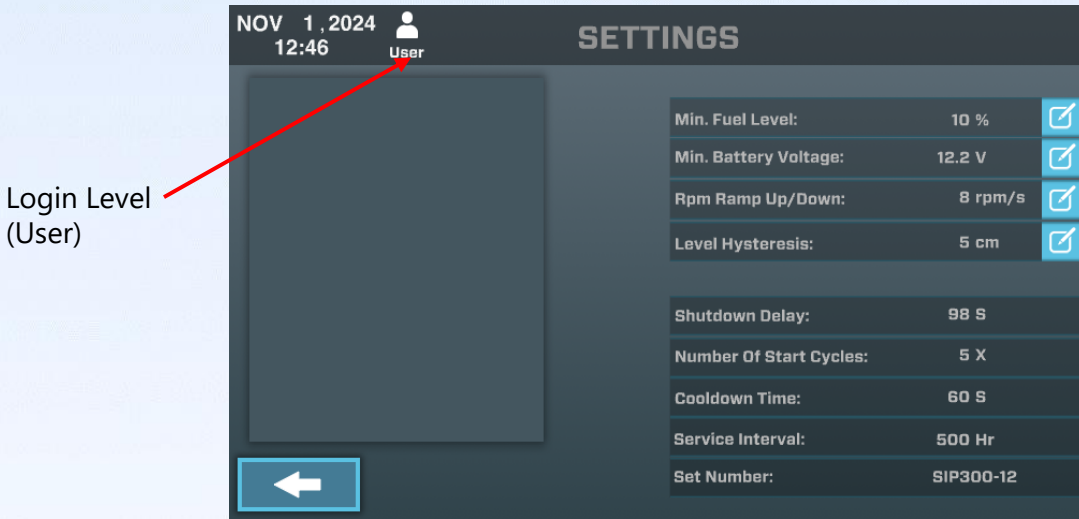 NOV 1,2024
12:46
User
SETTINGS
Login Level
(User)
Min. Fuel Level: 10 %
Min. Battery Voltage: 12.2 V
Rpm Ramp Up/Down: 8 rpm/s
Level Hysteresis: 5 cm
Shutdown Delay: 98 S
Number Of Start Cycles: 5 X
Cooldown Time: 60 S
Service Interval: 500 Hr
Set Number: SIP300-12